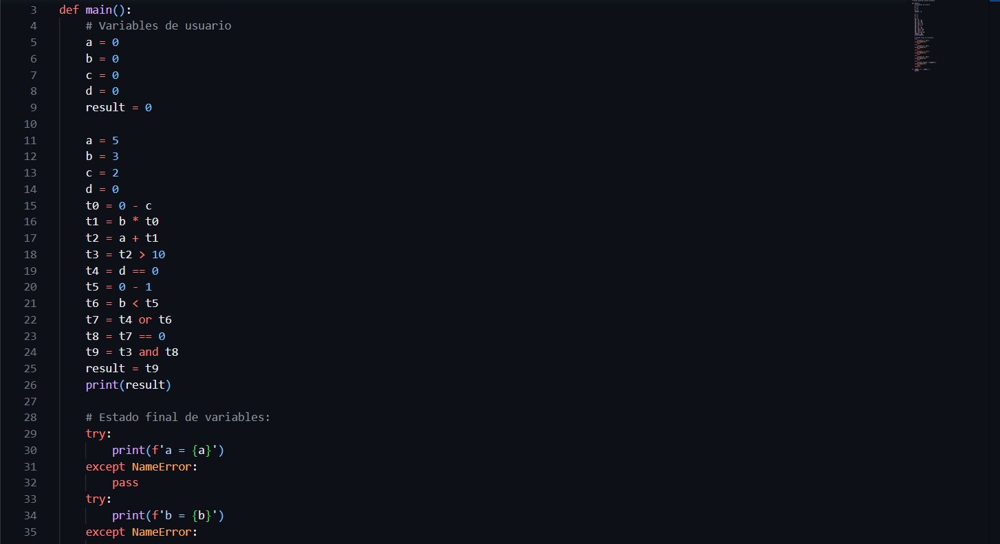 3 def main():
4     # Variables de usuario
5     a = 0
6     b = 0
7     c = 0
8     d = 0
9     result = 0
10
11     a = 5
12     b = 3
13     c = 2
14     d = 0
15     t0 = 0 - c
16     t1 = b * t0
17     t2 = a + t1
18     t3 = t2 > 10
19     t4 = d == 0
20     t5 = 0 - 1
21     t6 = b < t5
22     t7 = t4 or t6
23     t8 = t7 == 0
24     t9 = t3 and t8
25     result = t9
26     print(result)
27
28     # Estado final de variables:
29     try:
30         print(f'a = {a}')
31     except NameError:
32         pass
33     try:
34         print(f'b = {b}')
35     except NameError: